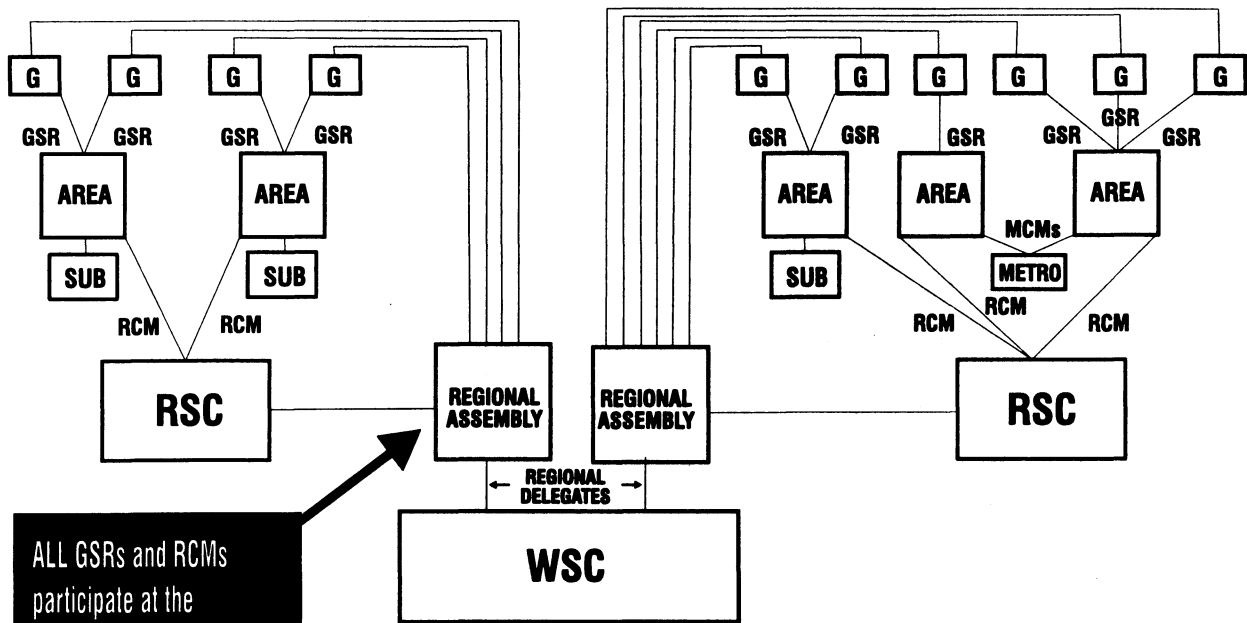 G G G G G G G G G G
GSR GSR GSR GSR GSR GSR GSR GSR GSR GSR
AREA AREA AREA AREA AREA
MCMs
SUB SUB SUB METRO
RCM RCM RCM RCM RCM
RSC
REGIONAL
ASSEMBLY
REGIONAL
ASSEMBLY
RSC
← REGIONAL →
DELEGATES
WSC
ALL GSRs and RCMs
participate at the